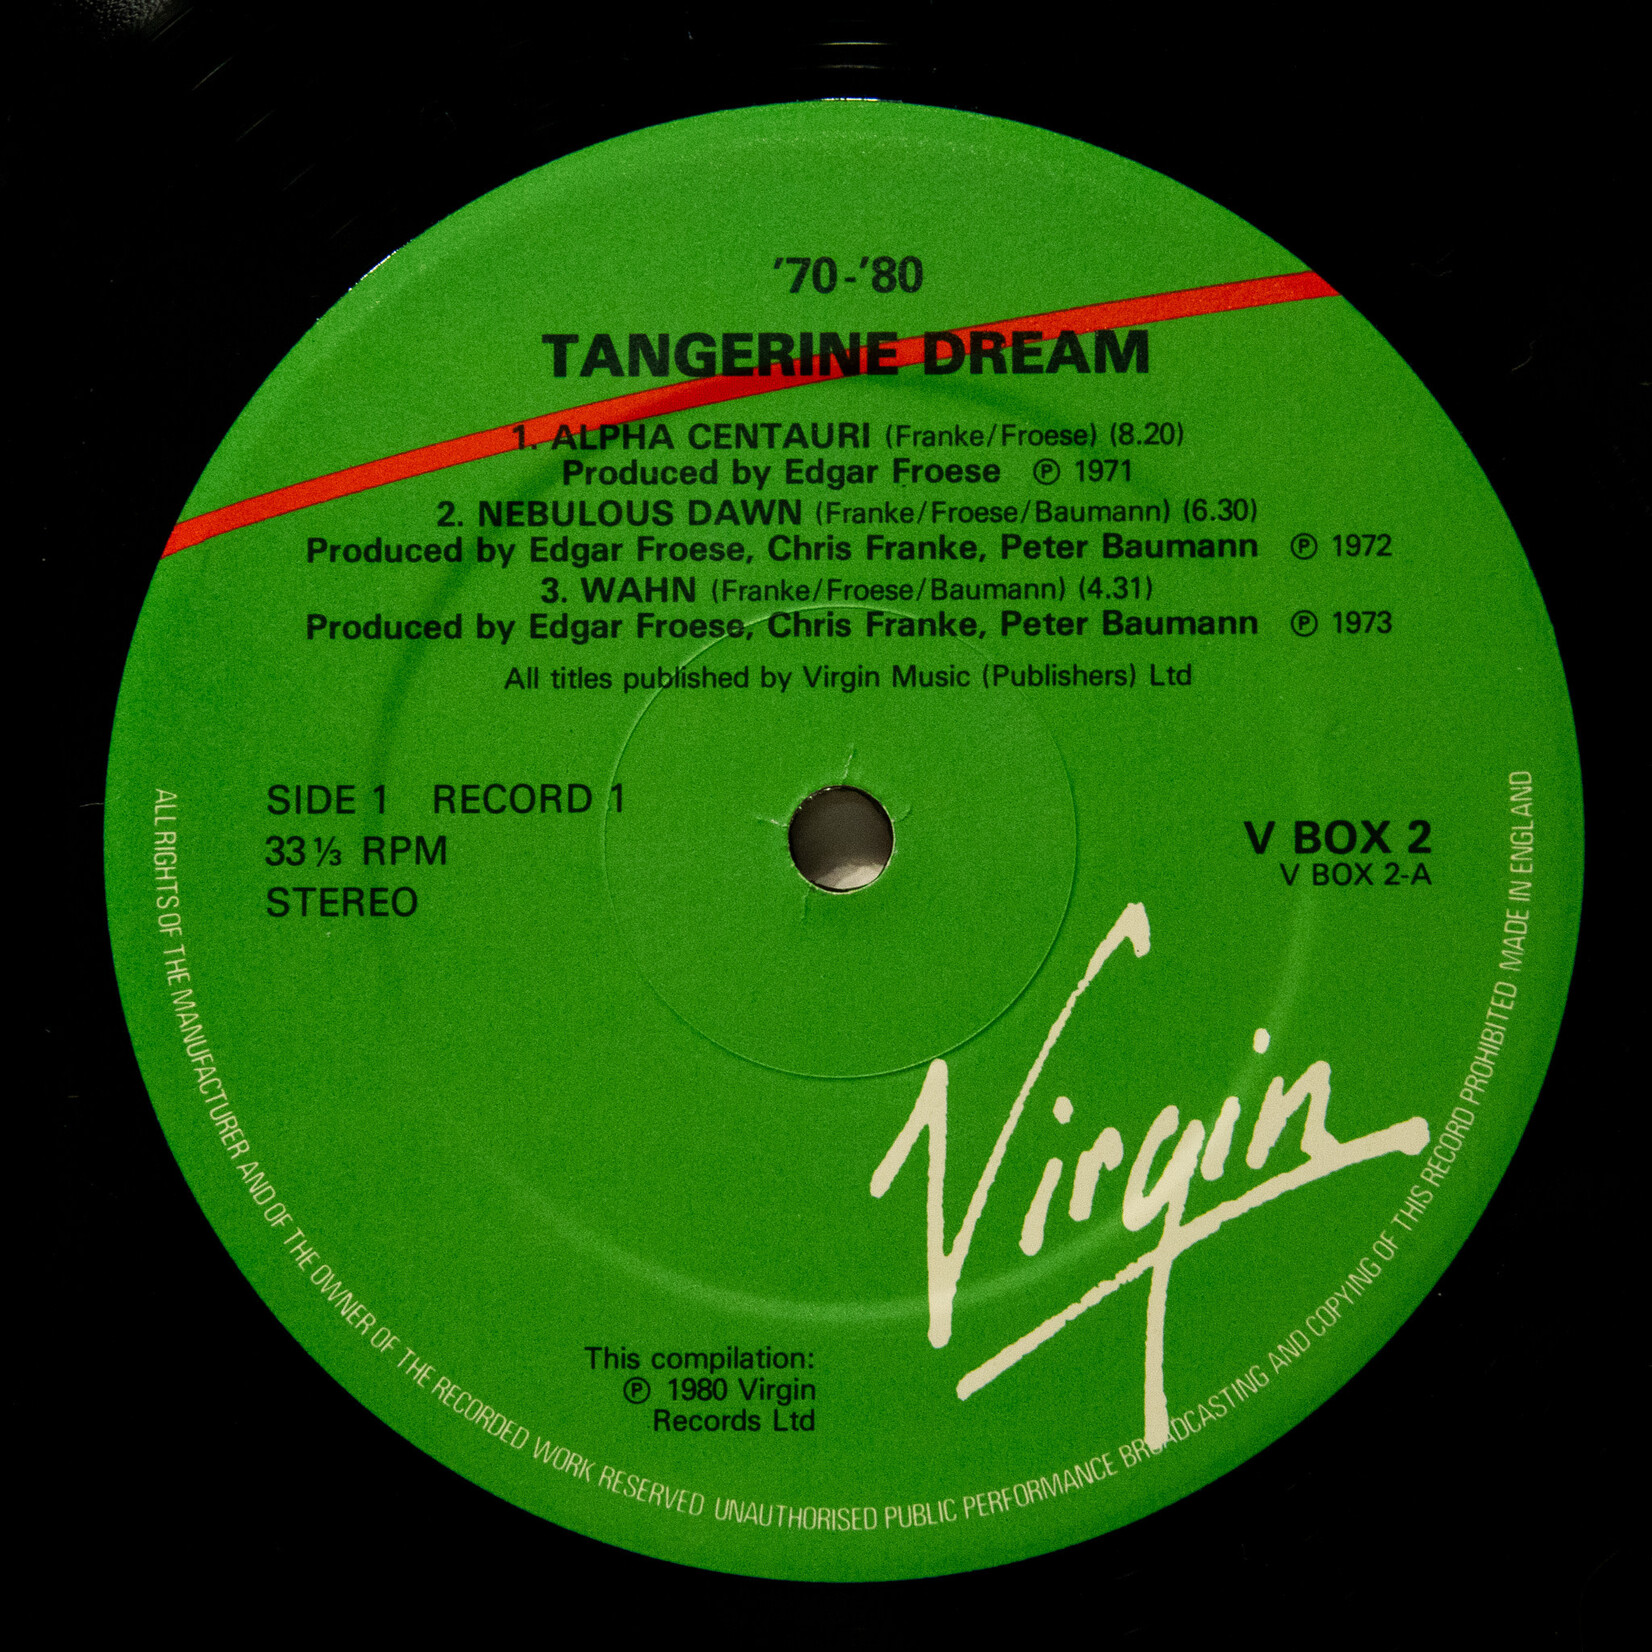 '70-'80
TANGERINE DREAM
1. ALPHA CENTAURI (Franke/Froese) (8.20)
Produced by Edgar Froese ℗ 1971
2. NEBULOUS DAWN (Franke/Froese/Baumann) (6.30)
Produced by Edgar Froese, Chris Franke, Peter Baumann ℗ 1972
3. WAHN (Franke/Froese/Baumann) (4.31)
Produced by Edgar Froese, Chris Franke, Peter Baumann ℗ 1973
All titles published by Virgin Music (Publishers) Ltd
SIDE 1 RECORD 1
33⅓ RPM
STEREO
V BOX 2
V BOX 2-A
Virgin
This compilation:
℗ 1980 Virgin
Records Ltd
ALL RIGHTS OF THE MANUFACTURER AND OF THE OWNER OF THE RECORDED WORK RESERVED UNAUTHORISED PUBLIC PERFORMANCE BROADCASTING AND COPYING OF THIS RECORD PROHIBITED · MADE IN ENGLAND